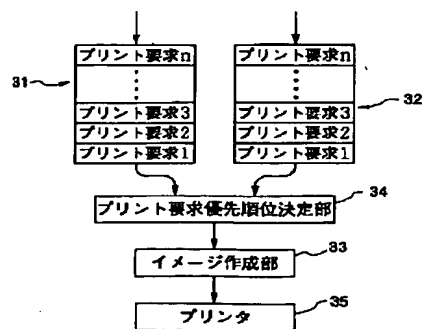 プリント要求n プリント要求n
31
プリント要求3 プリント要求3
32
プリント要求2 プリント要求2
プリント要求1 プリント要求1
34
プリント要求優先順位決定部
33
イメージ作成部
35
プリンタ